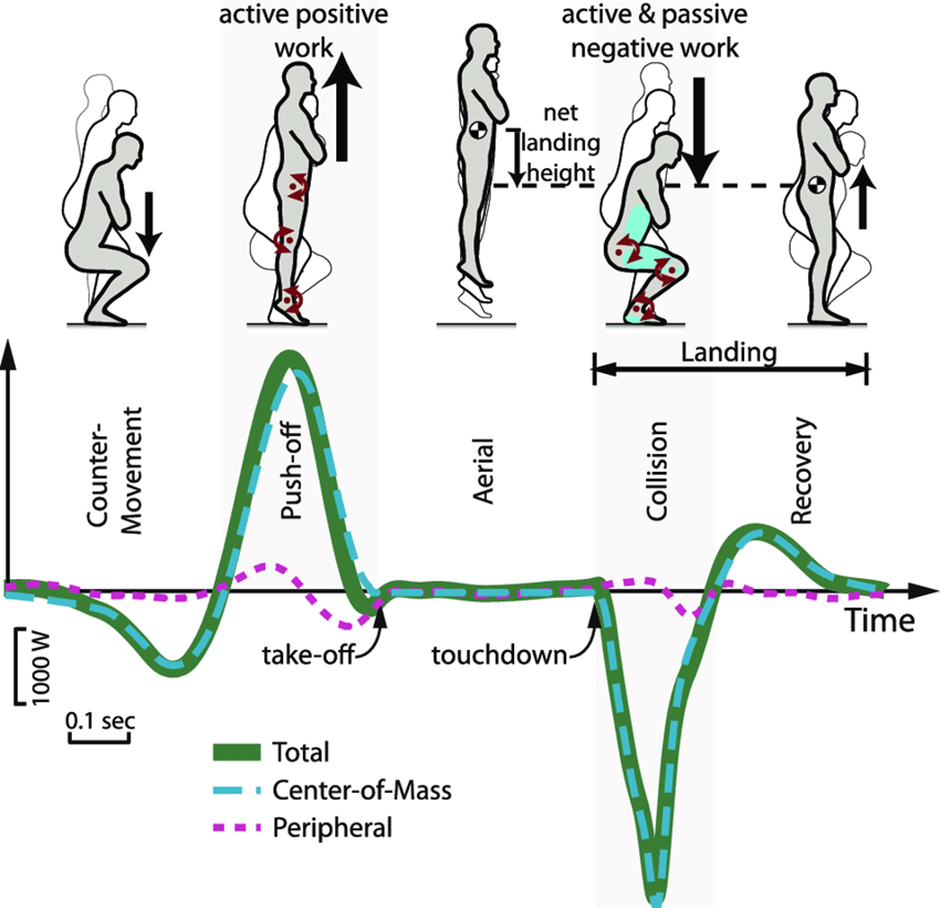 active positive
work
active & passive
negative work
net
landing
height
Landing
Counter-
Movement
Push-off
Aerial
Collision
Recovery
Time
take-off
touchdown
1000 W
0.1 sec
Total
Center-of-Mass
Peripheral